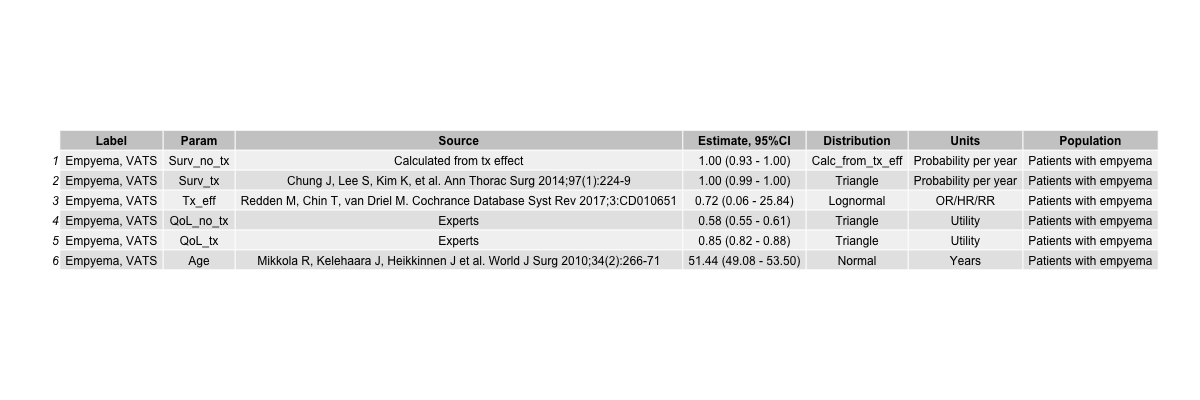 Label Param Source Estimate, 95%CI Distribution Units Population
1 Empyema, VATS Surv_no_tx Calculated from tx effect 1.00 (0.93 - 1.00) Calc_from_tx_eff Probability per year Patients with empyema
2 Empyema, VATS Surv_tx Chung J, Lee S, Kim K, et al. Ann Thorac Surg 2014;97(1):224-9 1.00 (0.99 - 1.00) Triangle Probability per year Patients with empyema
3 Empyema, VATS Tx_eff Redden M, Chin T, van Driel M. Cochrance Database Syst Rev 2017;3:CD010651 0.72 (0.06 - 25.84) Lognormal OR/HR/RR Patients with empyema
4 Empyema, VATS QoL_no_tx Experts 0.58 (0.55 - 0.61) Triangle Utility Patients with empyema
5 Empyema, VATS QoL_tx Experts 0.85 (0.82 - 0.88) Triangle Utility Patients with empyema
6 Empyema, VATS Age Mikkola R, Kelehaara J, Heikkinen J et al. World J Surg 2010;34(2):266-71 51.44 (49.08 - 53.50) Normal Years Patients with empyema